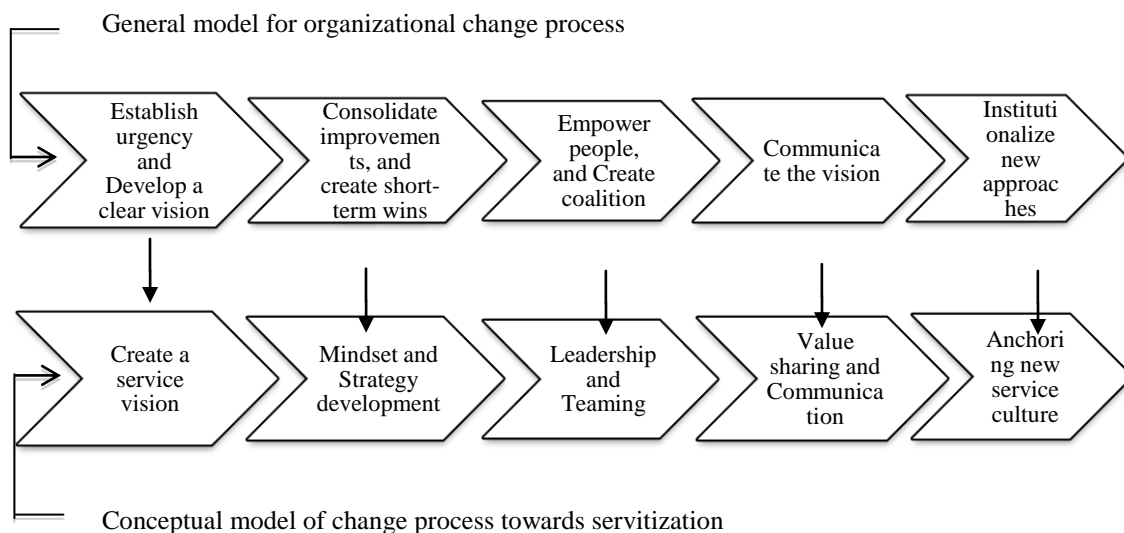 General model for organizational change process
Establish
urgency
and
Develop a
clear vision
Consolidate
improvemen
ts, and
create short-
term wins
Empower
people,
and Create
coalition
Communica
te the vision
Instituti
onalize
new
approac
hes
Create a
service
vision
Mindset and
Strategy
development
Leadership
and
Teaming
Value
sharing and
Communica
tion
Anchori
ng new
service
culture
Conceptual model of change process towards servitization